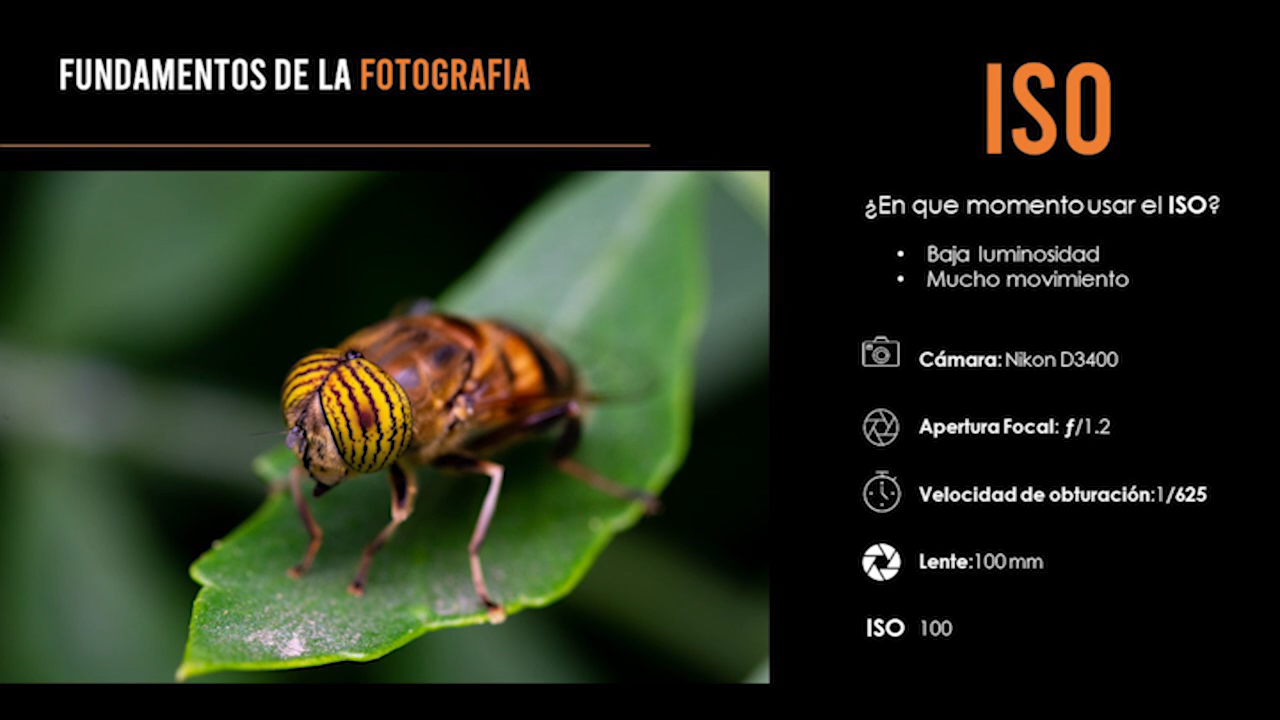 FUNDAMENTOS DE LA FOTOGRAFIA
ISO
¿En que momento usar el ISO?
• Baja luminosidad
• Mucho movimiento
Cámara: Nikon D3400
Apertura Focal: ƒ/1.2
Velocidad de obturación:1/625
Lente:100 mm
ISO 100